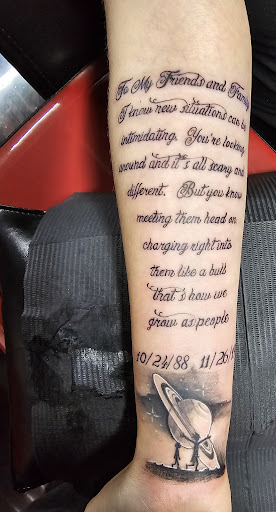 To My Friends and Family
I know new situations can be
intimidating. You're looking
around and it's all scary and
different. But you know
meeting them head on
charging right into
them like a bull
that's how we
grow as people
10/24/88 11/26/